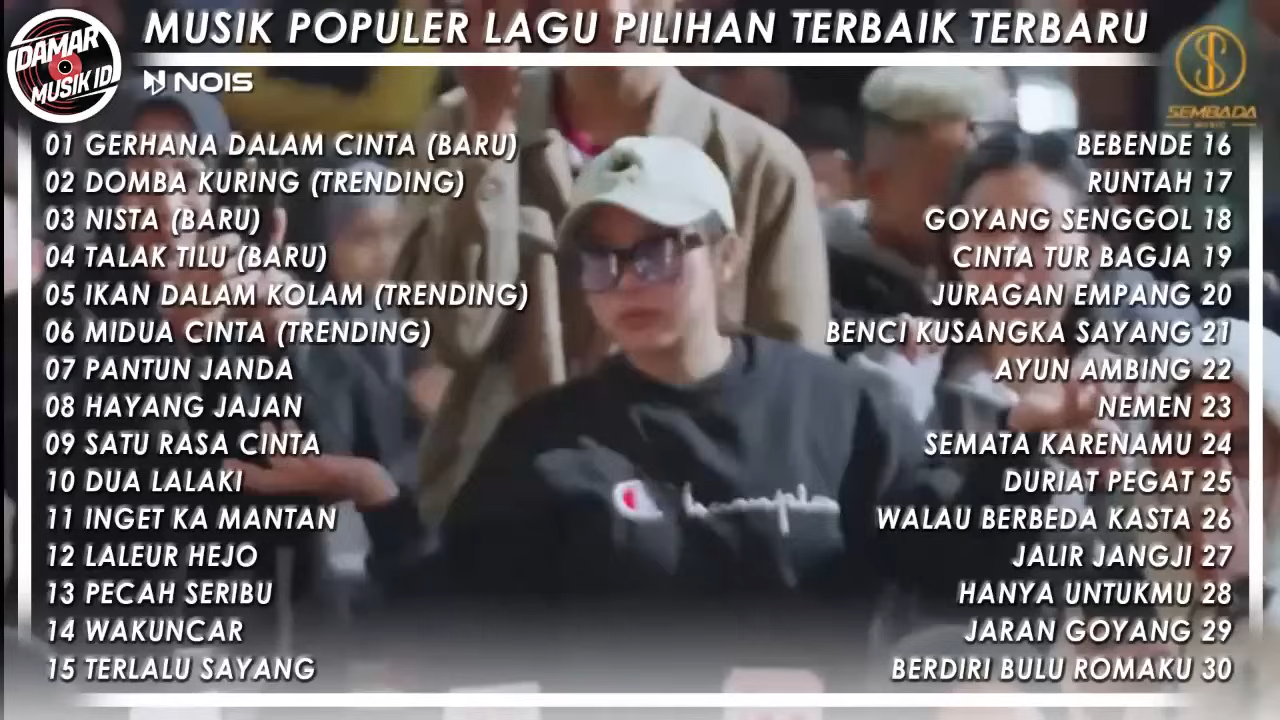 MUSIK POPULER LAGU PILIHAN TERBAIK TERBARU
DAMAR
MUSIK ID
NOIS
SEMBADA
MUSIC
01 GERHANA DALAM CINTA (BARU)
02 DOMBA KURING (TRENDING)
03 NISTA (BARU)
04 TALAK TILU (BARU)
05 IKAN DALAM KOLAM (TRENDING)
06 MIDUA CINTA (TRENDING)
07 PANTUN JANDA
08 HAYANG JAJAN
09 SATU RASA CINTA
10 DUA LALAKI
11 INGET KA MANTAN
12 LALEUR HEJO
13 PECAH SERIBU
14 WAKUNCAR
15 TERLALU SAYANG
BEBENDE 16
RUNTAH 17
GOYANG SENGGOL 18
CINTA TUR BAGJA 19
JURAGAN EMPANG 20
BENCI KUSANGKA SAYANG 21
AYUN AMBING 22
NEMEN 23
SEMATA KARENAMU 24
DURIAT PEGAT 25
WALAU BERBEDA KASTA 26
JALIR JANGJI 27
HANYA UNTUKMU 28
JARAN GOYANG 29
BERDIRI BULU ROMAKU 30